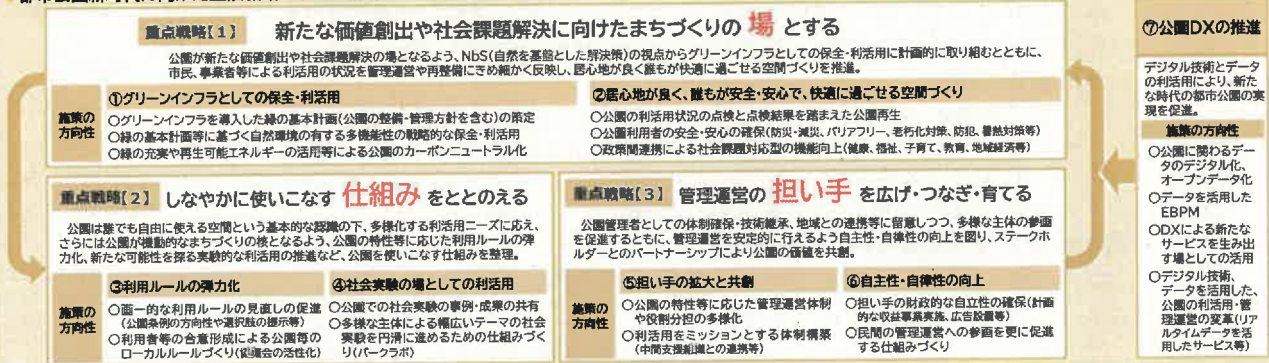 重点戦略【1】 新たな価値創出や社会課題解決に向けたまちづくりの 場 とする
公園が新たな価値創出や社会課題解決の場となるよう、NbS(自然を基盤とした解決策)の視点からグリーンインフラとしての保全・利活用に計画的に取り組むとともに、
市民、事業者等による利活用の状況を管理運営や再整備にきめ細かく反映し、居心地が良く誰もが快適に過ごせる空間づくりを推進。
施策の
方向性
①グリーンインフラとしての保全・利活用
○グリーンインフラを導入した緑の基本計画(公園の整備・管理方針を含む)の策定
○緑の基本計画等に基づく自然環境の有する多機能性の戦略的な保全・利活用
○緑の充実や再生可能エネルギーの活用等による公園のカーボンニュートラル化
②居心地が良く、誰もが安全・安心で、快適に過ごせる空間づくり
○公園の利活用状況の点検と点検結果を踏まえた公園再生
○公園利用者の安全・安心の確保(防災・減災、バリアフリー、老朽化対策、防犯、暑熱対策等)
○政策間連携による社会課題対応型の機能向上(健康、福祉、子育て、教育、地域経済等)
重点戦略【2】 しなやかに使いこなす 仕組み をととのえる
公園は誰でも自由に使える空間という基本的な認識の下、多様化する利活用ニーズに応え、
さらには公園が機動的なまちづくりの核となるよう、公園の特性等に応じた利用ルールの弾
力化、新たな可能性を探る実験的な利活用の推進など、公園を使いこなす仕組みを整理。
施策の
方向性
③利用ルールの弾力化
○画一的な利用ルールの見直しの促進
(公園条例の方向性や選択肢の提示等)
○利用者等の合意形成による公園毎の
ローカルルールづくり(協議会の活性化)
④社会実験の場としての利活用
○公園での社会実験の事例・成果の共有
○多様な主体による幅広いテーマの社会
実験を円滑に進めるための仕組みづく
り(パークラボ)
重点戦略【3】 管理運営の 担い手 を広げ・つなぎ・育てる
公園管理者としての体制確保・技術継承、地域との連携等に留意しつつ、多様な主体の参画
を促進するともに、管理運営を安定的に行えるよう自主性・自律性の向上を図り、ステークホ
ルダーとのパートナーシップにより公園の価値を共創。
施策の
方向性
⑤担い手の拡大と共創
○公園の特性等に応じた管理運営体制
や役割分担の多様化
○利活用をミッションとする体制構築
(中間支援組織との連携等)
⑥自主性・自律性の向上
○担い手の財政的な自立性の確保(計画
的な収益事業実施、広告設置等)
○民間の管理運営への参画を更に促進
する仕組みづくり
⑦公園DXの推進
デジタル技術とデータ
の利活用により、新た
な時代の都市公園の実
現を促進。
施策の方向性
○公園に関わるデー
タのデジタル化、
オープンデータ化
○データを活用した
EBPM
○DXによる新たな
サービスを生み出
す場としての活用
○デジタル技術、
データを活用した、
公園の利活用・管
理運営の変革(リア
ルタイムデータを活
用したサービス等)